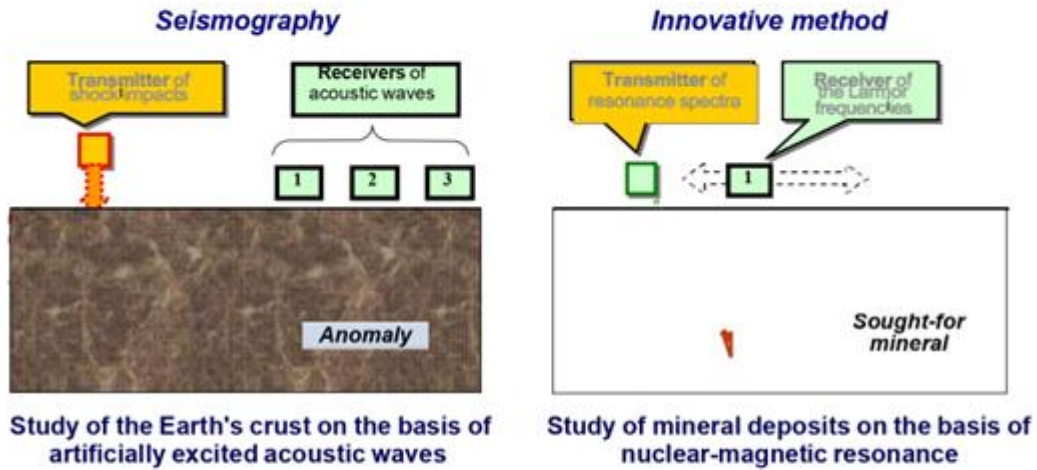 Seismography
Transmitter of
shock impacts
Receivers of
acoustic waves
1
2
3
Anomaly
Study of the Earth's crust on the basis of
artificially excited acoustic waves
Innovative method
Transmitter of
resonance spectra
Receiver of
the Larmor
frequencies
1
Sought-for
mineral
Study of mineral deposits on the basis of
nuclear-magnetic resonance